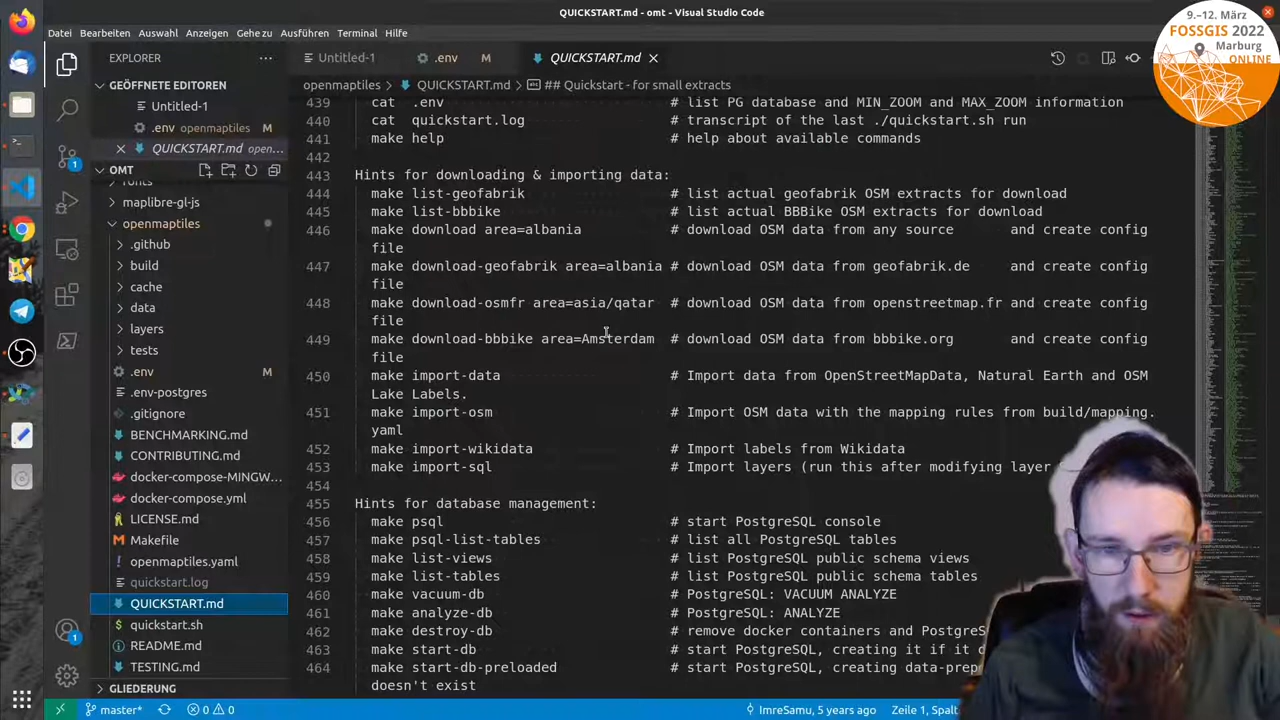 QUICKSTART.md - omt - Visual Studio Code
9.–12. März
FOSSGIS 2022
Marburg
ONLINE
Datei Bearbeiten Auswahl Anzeigen Gehe zu Ausführen Terminal Hilfe
EXPLORER
Untitled-1
.env M
QUICKSTART.md
GEÖFFNETE EDITOREN
Untitled-1
.env openmaptiles M
QUICKSTART.md open...
OMT
fonts
maplibre-gl-js
openmaptiles
.github
build
cache
data
layers
tests
.env M
.env-postgres
.gitignore
BENCHMARKING.md
CONTRIBUTING.md
docker-compose-MINGW...
docker-compose.yml
LICENSE.md
Makefile
openmaptiles.yaml
quickstart.log
QUICKSTART.md
quickstart.sh
README.md
TESTING.md
GLIEDERUNG
openmaptiles > QUICKSTART.md > ## Quickstart - for small extracts
439 cat .env # list PG database and MIN_ZOOM and MAX_ZOOM information
440 cat quickstart.log # transcript of the last ./quickstart.sh run
441 make help # help about available commands
442
443 Hints for downloading & importing data:
444 make list-geofabrik # list actual geofabrik OSM extracts for download
445 make list-bbbike # list actual BBBike OSM extracts for download
446 make download area=albania # download OSM data from any source and create config
file
447 make download-geofabrik area=albania # download OSM data from geofabrik.de and create config
file
448 make download-osmfr area=asia/qatar # download OSM data from openstreetmap.fr and create config
file
449 make download-bbbike area=Amsterdam # download OSM data from bbbike.org and create config
file
450 make import-data # Import data from OpenStreetMapData, Natural Earth and OSM
Lake Labels.
451 make import-osm # Import OSM data with the mapping rules from build/mapping.
yaml
452 make import-wikidata # Import labels from Wikidata
453 make import-sql # Import layers (run this after modifying layer
454
455 Hints for database management:
456 make psql # start PostgreSQL console
457 make psql-list-tables # list all PostgreSQL tables
458 make list-views # list PostgreSQL public schema views
459 make list-tables # list PostgreSQL public schema tables
460 make vacuum-db # PostgreSQL: VACUUM ANALYZE
461 make analyze-db # PostgreSQL: ANALYZE
462 make destroy-db # remove docker containers and PostgreS
463 make start-db # start PostgreSQL, creating it if it d
464 make start-db-preloaded # start PostgreSQL, creating data-prep
doesn't exist
master* 0 0 ImreSamu, 5 years ago Zeile 1, Spalt